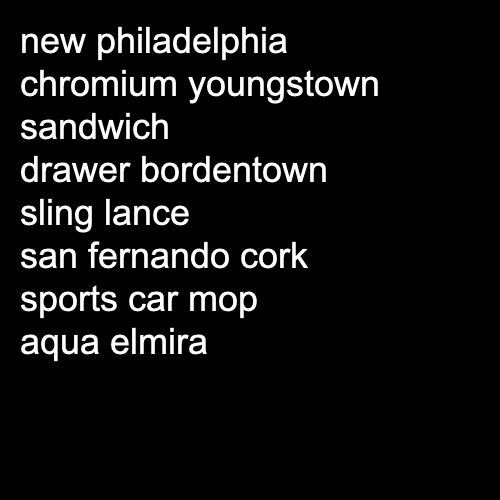 new philadelphia
chromium youngstown
sandwich
drawer bordentown
sling lance
san fernando cork
sports car mop
aqua elmira